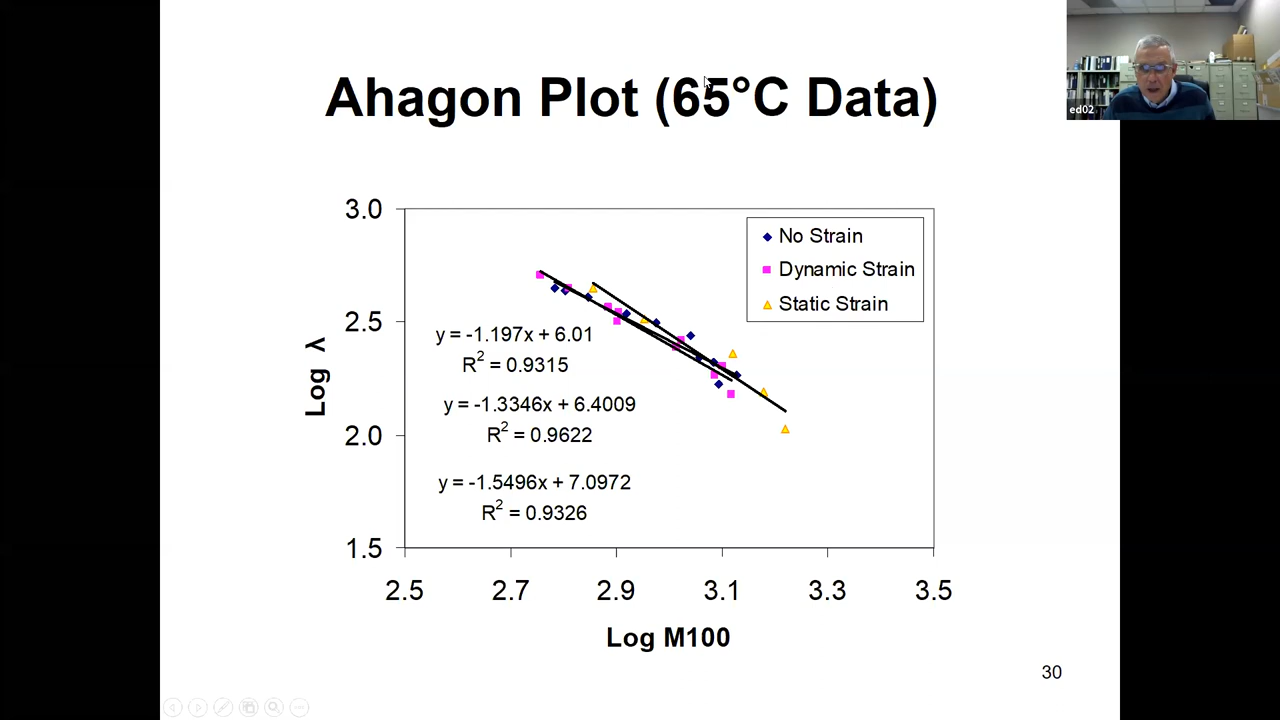 Ahagon Plot (65°C Data)
ed02
3.0
2.5
2.0
1.5
Log λ
No Strain
Dynamic Strain
Static Strain
y = -1.197x + 6.01
R2 = 0.9315
y = -1.3346x + 6.4009
R2 = 0.9622
y = -1.5496x + 7.0972
R2 = 0.9326
2.5 2.7 2.9 3.1 3.3 3.5
Log M100
30